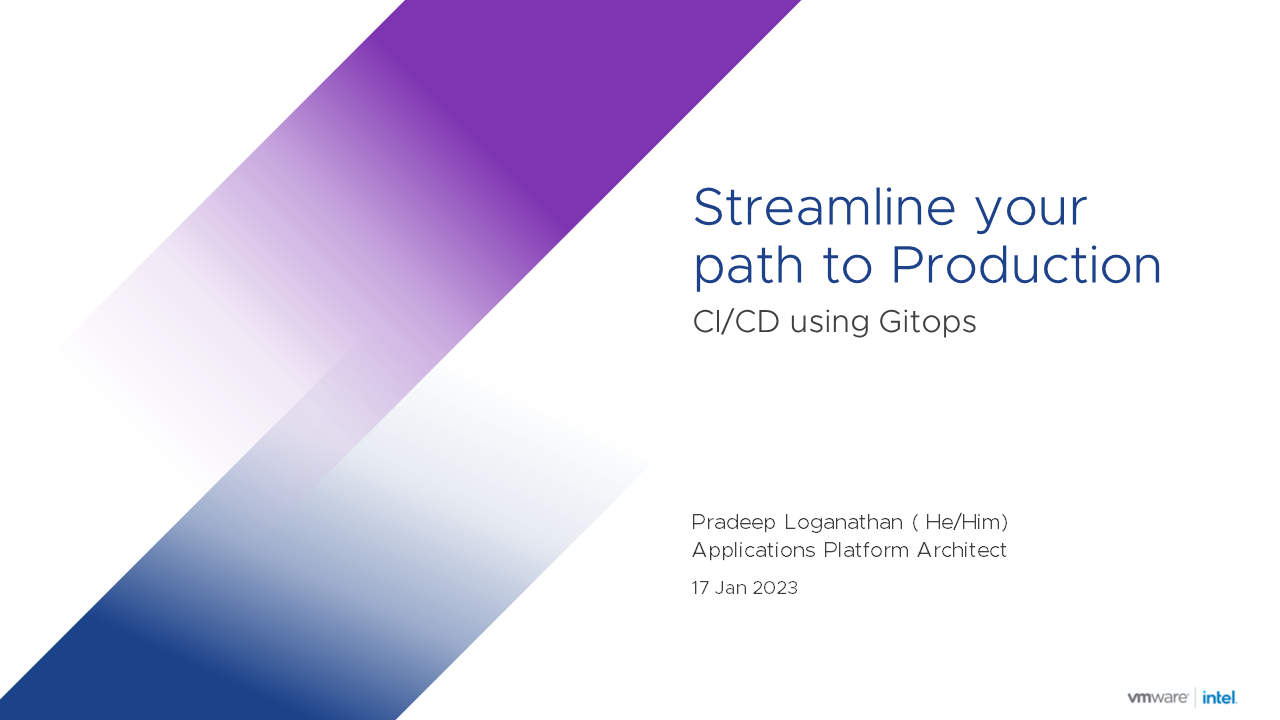 Streamline your
path to Production
CI/CD using Gitops
Pradeep Loganathan ( He/Him)
Applications Platform Architect
17 Jan 2023
vmware intel